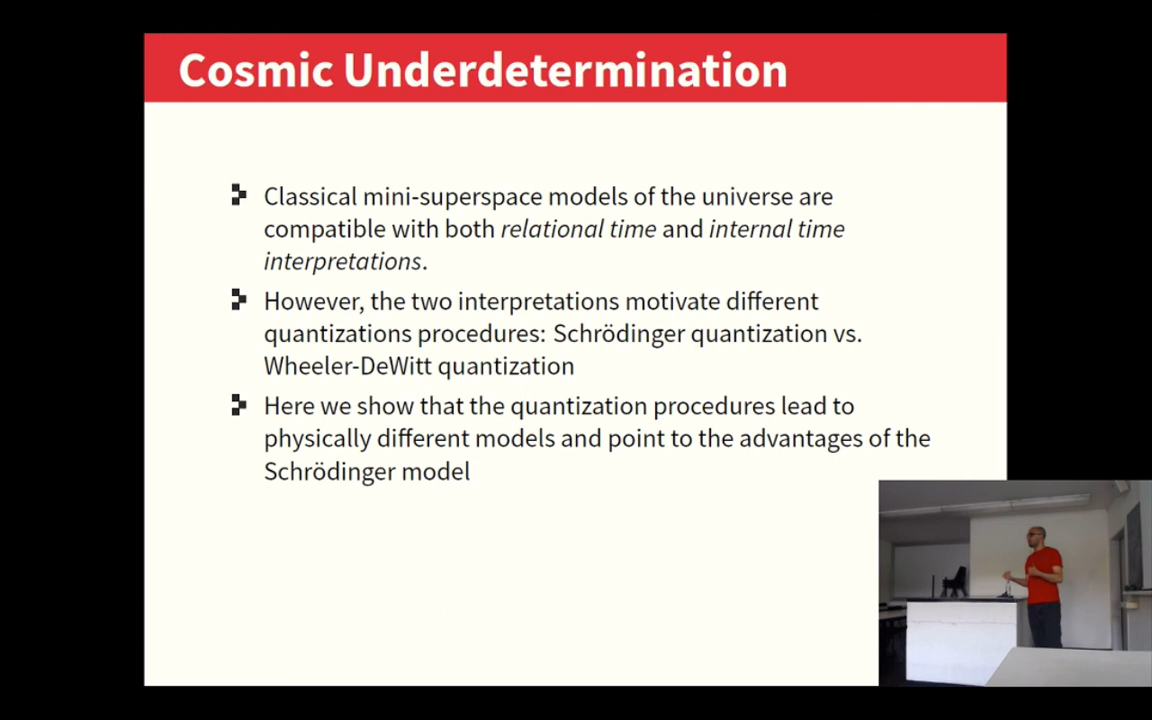 Cosmic Underdetermination
Classical mini-superspace models of the universe are
compatible with both relational time and internal time
interpretations.
However, the two interpretations motivate different
quantizations procedures: Schrödinger quantization vs.
Wheeler-DeWitt quantization
Here we show that the quantization procedures lead to
physically different models and point to the advantages of the
Schrödinger model